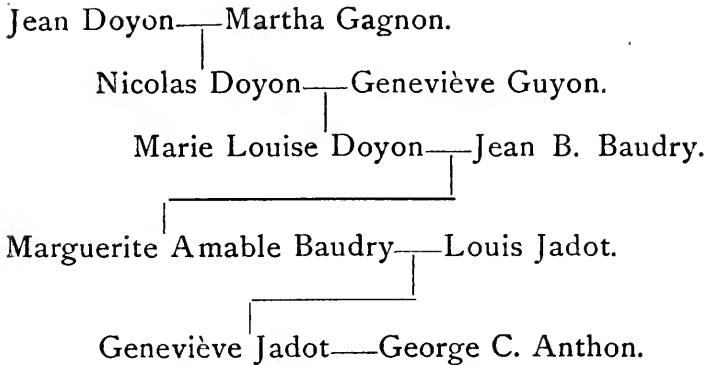 Jean Doyon——Martha Gagnon.
Nicolas Doyon——Geneviève Guyon.
Marie Louise Doyon——Jean B. Baudry.
Marguerite Amable Baudry——Louis Jadot.
Geneviève Jadot——George C. Anthon.